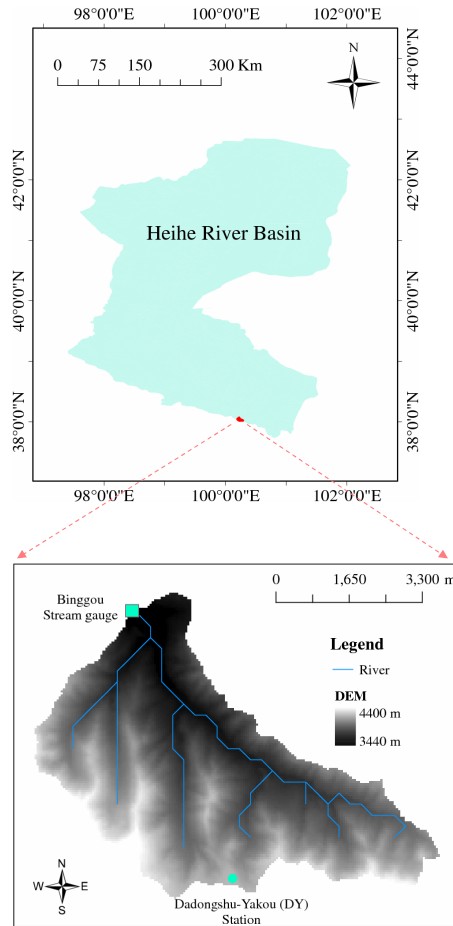 N
0 75 150 300 Km
44°0'0"N
44°0'0"N
42°0'0"N
42°0'0"N
Heihe River Basin
40°0'0"N
40°0'0"N
38°0'0"N
38°0'0"N
98°0'0"E 100°0'0"E 102°0'0"E
98°0'0"E 100°0'0"E 102°0'0"E
0 1,650 3,300 m
Binggou
Stream gauge
Legend
River
DEM
4400 m
3440 m
N
W E
S
Dadongshu-Yakou (DY)
Station